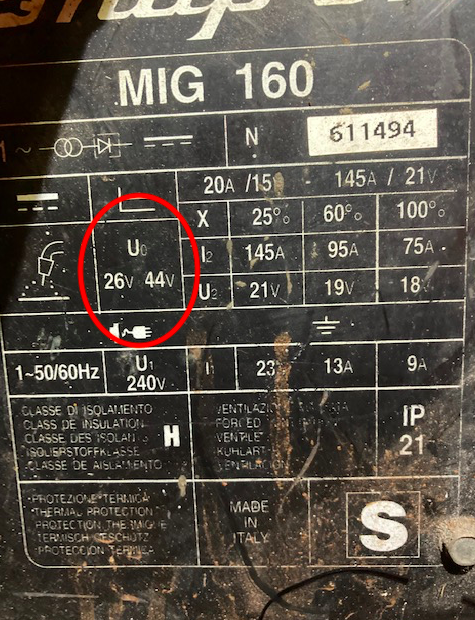 MIG 160
1~ N 611494
20A /15 - 145A / 21V
X 25% 60% 100%
U0
26V 44V
I2 145A 95A 75A
U2 21V 19V 18V
1~50/60Hz U1 240V I1 23 13A 9A
CLASSE DI ISOLAMENTO
CLASS OF INSULATION
CLASSE DES ISOLAN
ISOLIERSTOFFKLASSE
CLASSE DE AISLAMENTO
H
VENTILAZIO
FORCED
VENTILE
KUHLART
VENTILACION
IP
21
PROTEZIONE TERMICA
THERMAL PROTECTION
PROTECTION THERMIQUE
TERMISCH GESCHUTZ
PROTECCION TERMICA
MADE
IN
ITALY
S